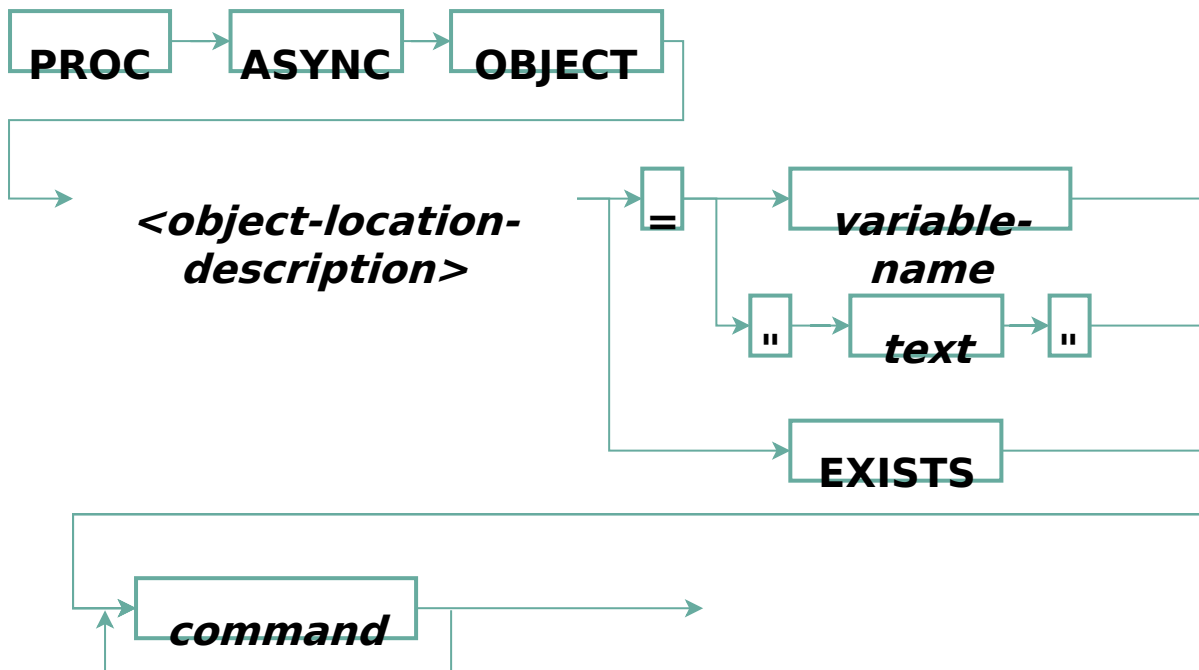 PROC ASYNC OBJECT
<object-location-
description>
= variable-
name
" text "
EXISTS
command